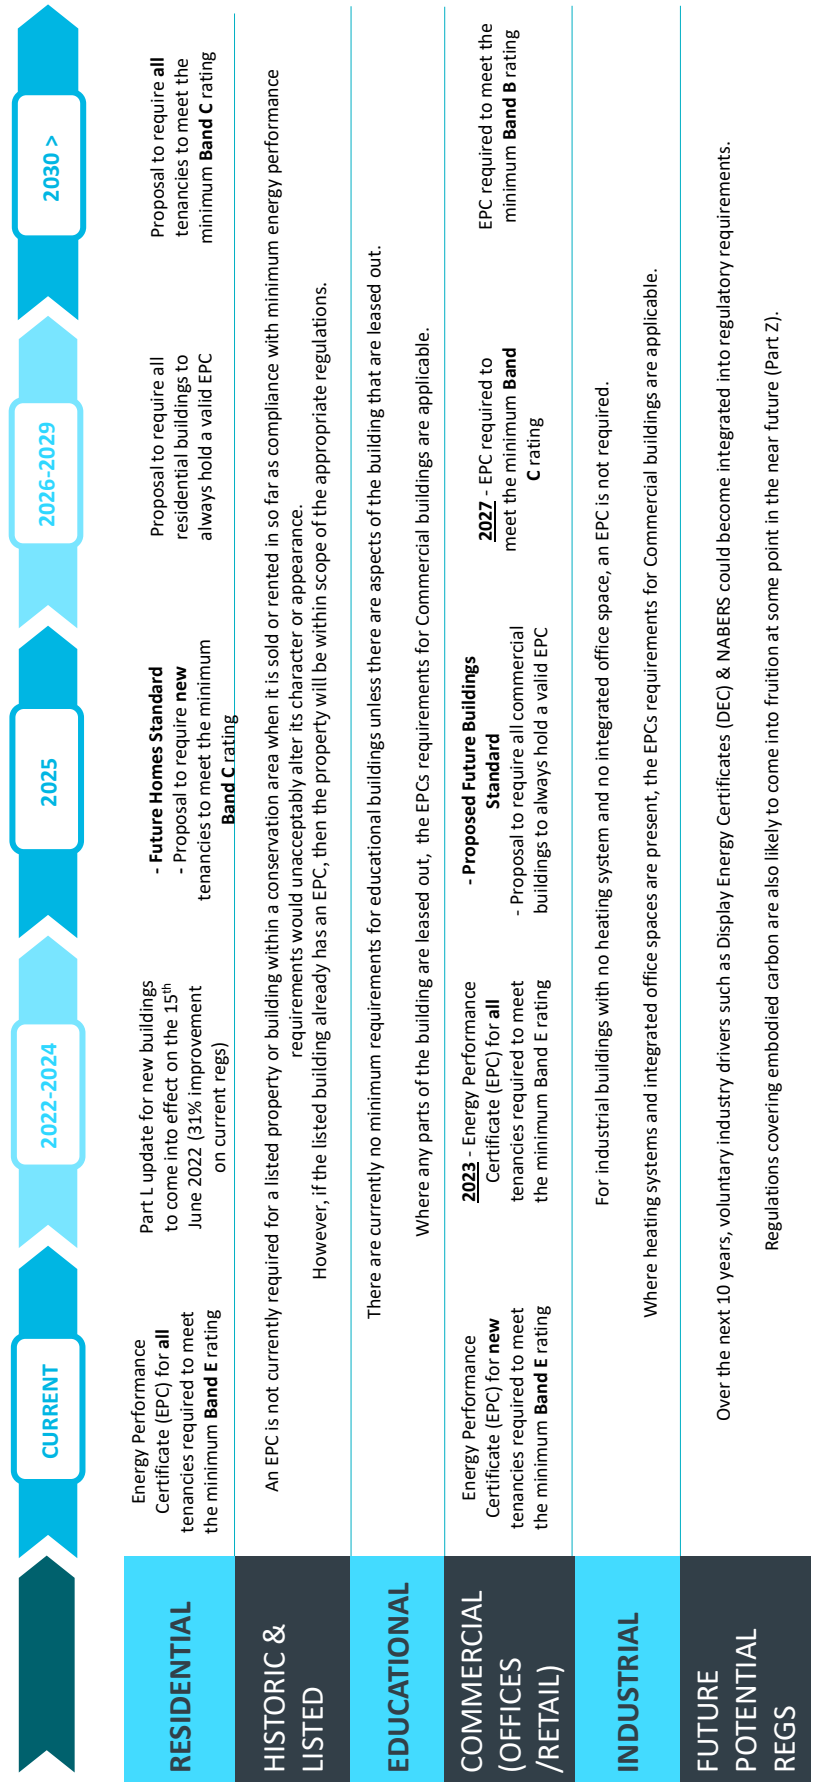 CURRENT
2022-2024
2025
2026-2029
2030 >
RESIDENTIAL
Energy Performance
Certificate (EPC) for all
tenancies required to meet
the minimum Band E rating
Part L update for new buildings
to come into effect on the 15th
June 2022 (31% improvement
on current regs)
- Future Homes Standard
- Proposal to require new
tenancies to meet the minimum
Band C rating
Proposal to require all
residential buildings to
always hold a valid EPC
Proposal to require all
tenancies to meet the
minimum Band C rating
HISTORIC &
LISTED
An EPC is not currently required for a listed property or building within a conservation area when it is sold or rented in so far as compliance with minimum energy performance
requirements would unacceptably alter its character or appearance.
However, if the listed building already has an EPC, then the property will be within scope of the appropriate regulations.
EDUCATIONAL
There are currently no minimum requirements for educational buildings unless there are aspects of the building that are leased out.
Where any parts of the building are leased out, the EPCs requirements for Commercial buildings are applicable.
COMMERCIAL
(OFFICES
/RETAIL)
Energy Performance
Certificate (EPC) for new
tenancies required to meet
the minimum Band E rating
2023 - Energy Performance
Certificate (EPC) for all
tenancies required to meet
the minimum Band E rating
- Proposed Future Buildings
Standard
- Proposal to require all commercial
buildings to always hold a valid EPC
2027 - EPC required to
meet the minimum Band
C rating
EPC required to meet the
minimum Band B rating
INDUSTRIAL
For industrial buildings with no heating system and no integrated office space, an EPC is not required.
Where heating systems and integrated office spaces are present, the EPCs requirements for Commercial buildings are applicable.
FUTURE
POTENTIAL
REGS
Over the next 10 years, voluntary industry drivers such as Display Energy Certificates (DEC) & NABERS could become integrated into regulatory requirements.
Regulations covering embodied carbon are also likely to come into fruition at some point in the near future (Part Z).